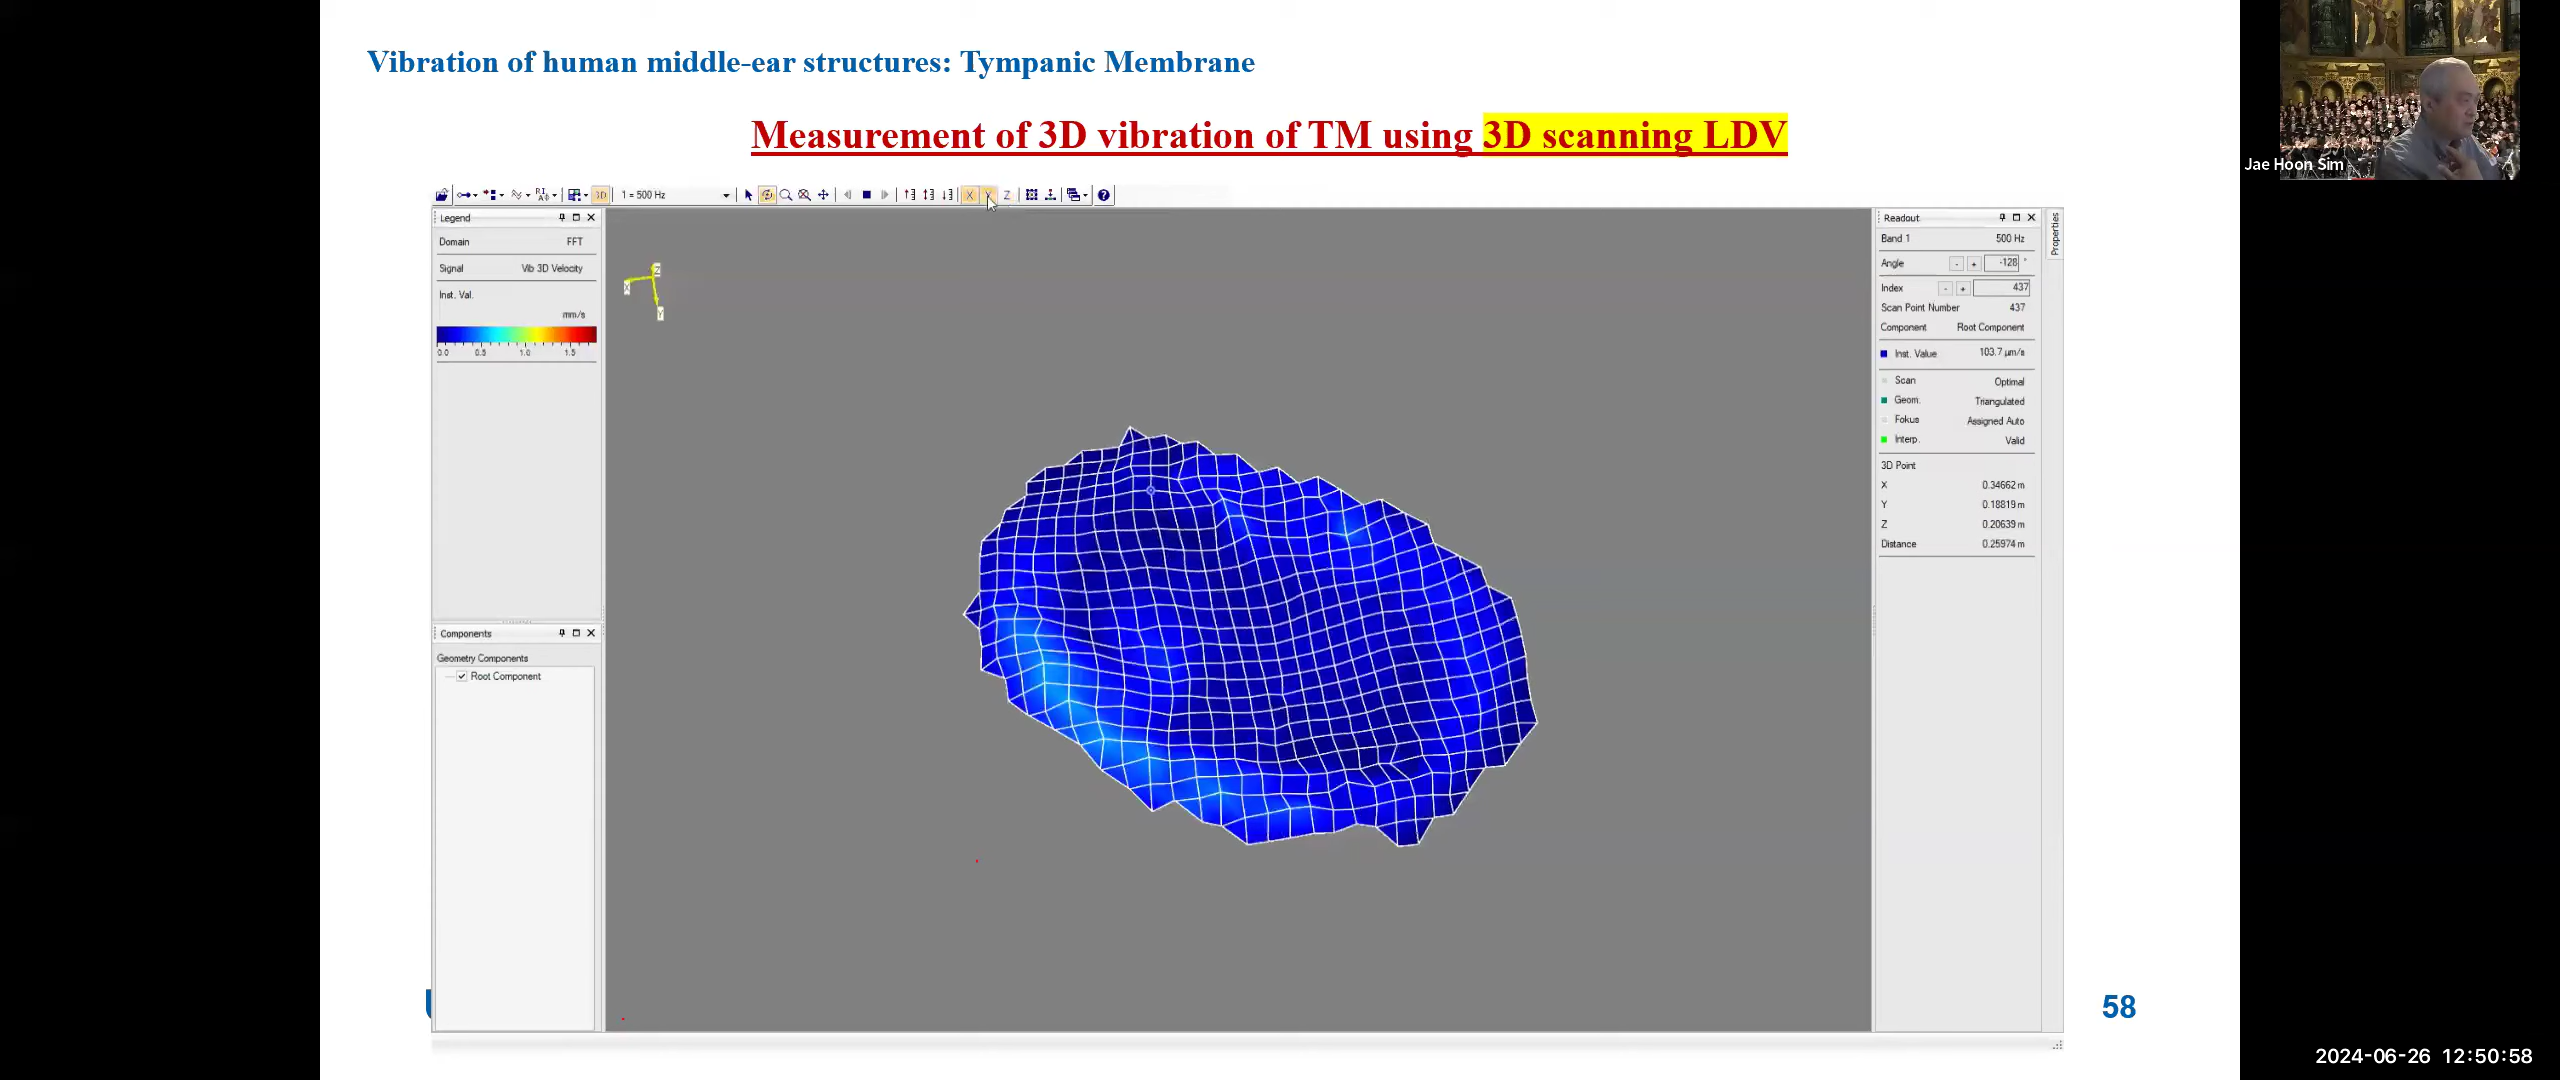 Vibration of human middle-ear structures: Tympanic Membrane
Measurement of 3D vibration of TM using 3D scanning LDV
Jae Hoon Sim
3D 1 = 500 Hz X Y Z
Legend
Domain FFT
Signal Vib 3D Velocity
Inst. Val.
mm/s
0.0 0.5 1.0 1.5
Components
Geometry Components
Root Component
Z
X
Y
Readout
Properties
Band 1 500 Hz
Angle - + -128 °
Index - + 437
Scan Point Number 437
Component Root Component
Inst. Value 103.7 µm/s
Scan Optimal
Geom. Triangulated
Fokus Assigned Auto
Interp. Valid
3D Point
X 0.34662 m
Y 0.18819 m
Z 0.20639 m
Distance 0.25974 m
58
2024-06-26 12:50:58